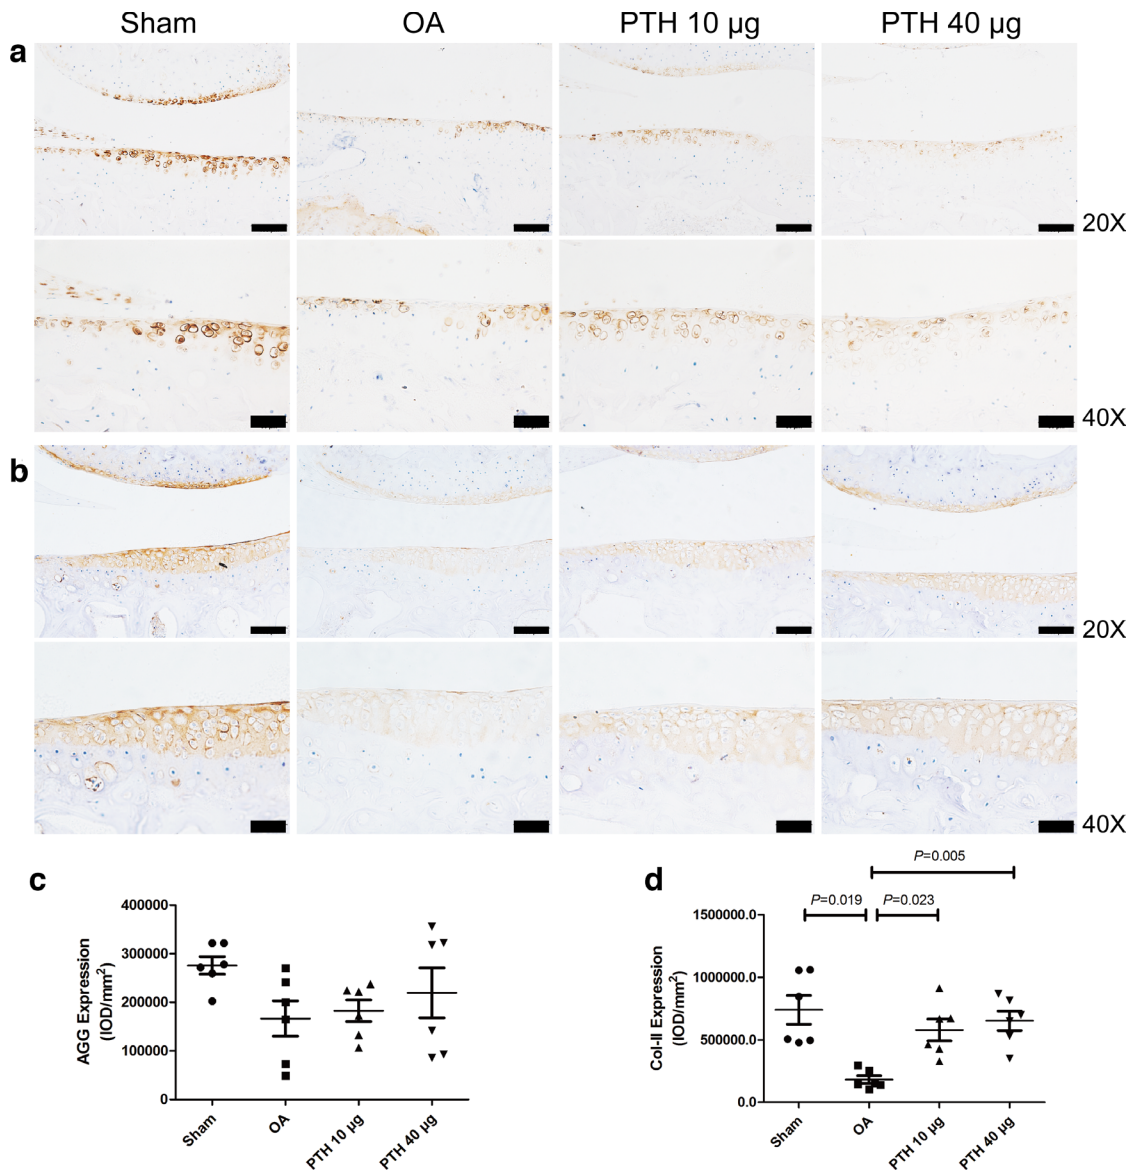 Sham OA PTH 10 µg PTH 40 µg
a
20X
40X
b
20X
40X
c
AGG Expression
(IOD/mm²)
400000
300000
200000
100000
0
Sham
OA
PTH 10 µg
PTH 40 µg
d
P=0.005
P=0.019 P=0.023
Col-II Expression
(IOD/mm²)
1500000.0
1000000.0
500000.0
0.0
Sham
OA
PTH 10 µg
PTH 40 µg